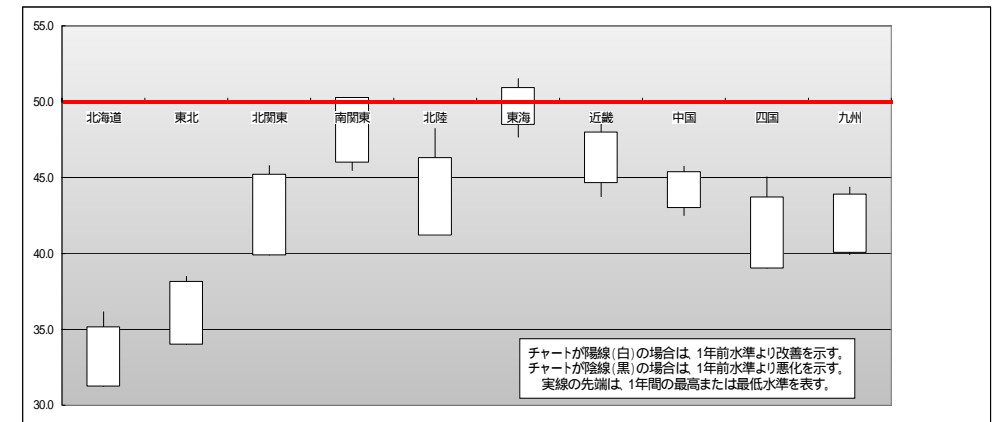 55.0
50.0
北海道 東北 北関東 南関東 北陸 東海 近畿 中国 四国 九州
45.0
40.0
35.0
チャートが陽線(白)の場合は、1年前水準より改善を示す。
チャートが陰線(黒)の場合は、1年前水準より悪化を示す。
実線の先端は、1年間の最高または最低水準を表す。
30.0